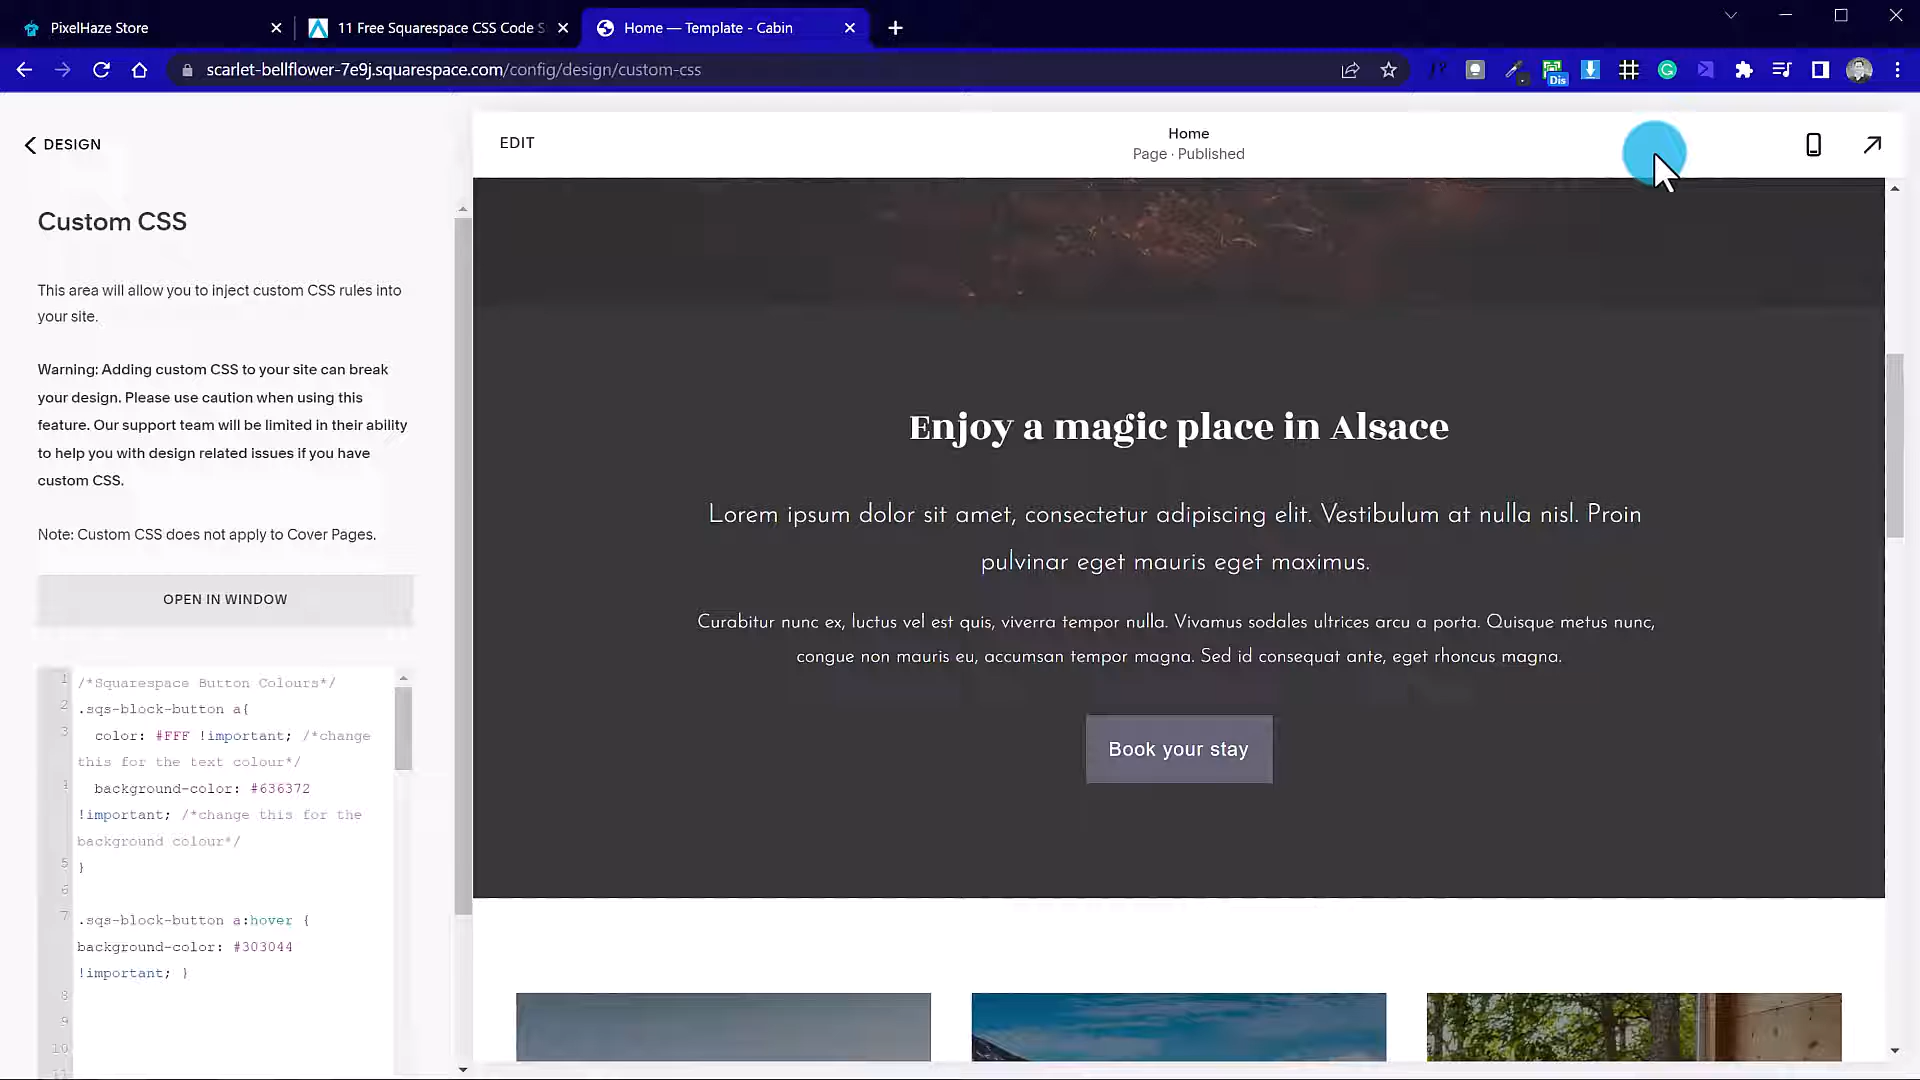 PixelHaze Store
11 Free Squarespace CSS Code S
Home — Template - Cabin
scarlet-bellflower-7e9j.squarespace.com/config/design/custom-css
Dis
DESIGN
EDIT
Home
Page · Published
Custom CSS
This area will allow you to inject custom CSS rules into
your site.
Warning: Adding custom CSS to your site can break
your design. Please use caution when using this
feature. Our support team will be limited in their ability
to help you with design related issues if you have
custom CSS.
Note: Custom CSS does not apply to Cover Pages.
OPEN IN WINDOW
1 /*Squarespace Button Colours*/
2 .sqs-block-button a{
3 color: #FFF !important; /*change
this for the text colour*/
4 background-color: #636372
!important; /*change this for the
background colour*/
5 }
6
7 .sqs-block-button a:hover {
background-color: #303044
!important; }
8
9
10
11
Enjoy a magic place in Alsace
Lorem ipsum dolor sit amet, consectetur adipiscing elit. Vestibulum at nulla nisl. Proin
pulvinar eget mauris eget maximus.
Curabitur nunc ex, luctus vel est quis, viverra tempor nulla. Vivamus sodales ultrices arcu a porta. Quisque metus nunc,
congue non mauris eu, accumsan tempor magna. Sed id consequat ante, eget rhoncus magna.
Book your stay